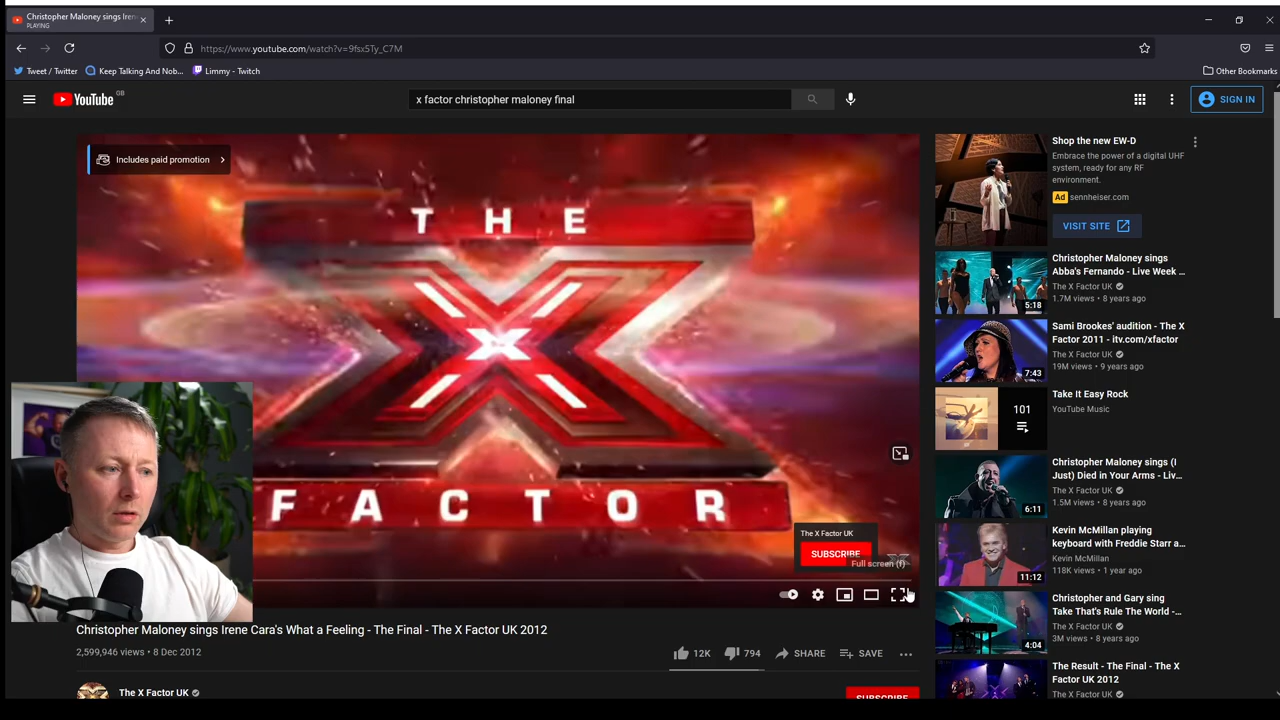 Christopher Maloney sings Iren
PLAYING
https://www.youtube.com/watch?v=9fsx5Ty_C7M
Tweet / Twitter
Keep Talking And Nob...
Limmy - Twitch
Other Bookmarks
YouTube GB
x factor christopher maloney final
SIGN IN
Includes paid promotion
THE
X
FACTOR
The X Factor UK
SUBSCRIBE
Full screen (f)
Christopher Maloney sings Irene Cara's What a Feeling - The Final - The X Factor UK 2012
2,599,946 views • 8 Dec 2012
12K
794
SHARE
SAVE
The X Factor UK
SUBSCRIBE
Shop the new EW-D
Embrace the power of a digital UHF
system, ready for any RF
environment.
Ad sennheiser.com
VISIT SITE
Christopher Maloney sings
Abba's Fernando - Live Week ...
The X Factor UK
1.7M views • 8 years ago
5:18
Sami Brookes' audition - The X
Factor 2011 - itv.com/xfactor
The X Factor UK
19M views • 9 years ago
7:43
Take It Easy Rock
YouTube Music
101
Christopher Maloney sings (I
Just) Died in Your Arms - Liv...
The X Factor UK
1.5M views • 8 years ago
6:11
Kevin McMillan playing
keyboard with Freddie Starr a...
Kevin McMillan
118K views • 1 year ago
11:12
Christopher and Gary sing
Take That's Rule The World -...
The X Factor UK
3M views • 8 years ago
4:04
The Result - The Final - The X
Factor UK 2012
The X Factor UK